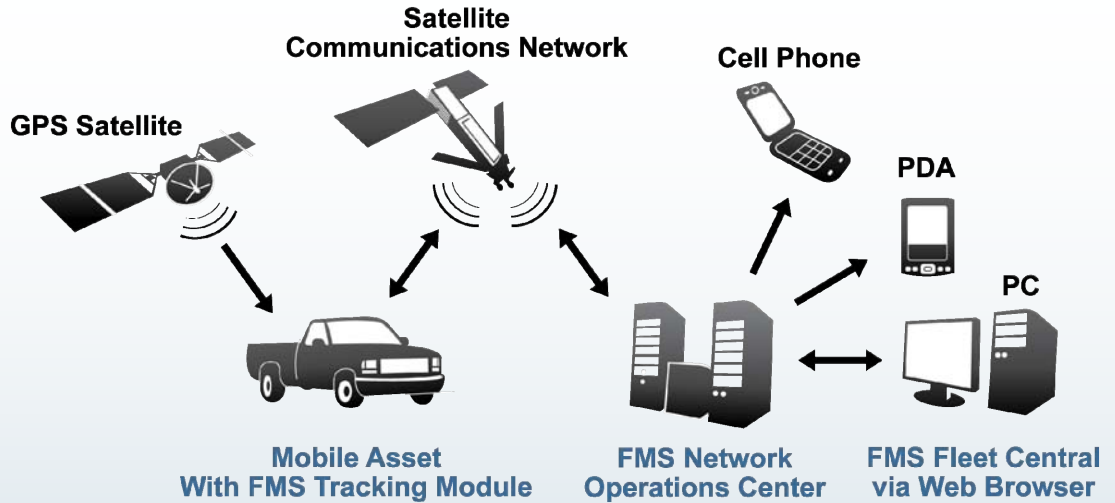 Satellite
Communications Network
Cell Phone
GPS Satellite
PDA
PC
Mobile Asset
With FMS Tracking Module
FMS Network
Operations Center
FMS Fleet Central
via Web Browser